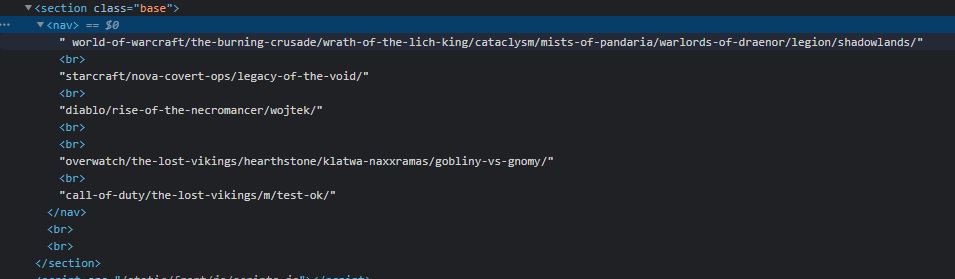 <section class="base">
<nav> == $0
" world-of-warcraft/the-burning-crusade/wrath-of-the-lich-king/cataclysm/mists-of-pandaria/warlords-of-draenor/legion/shadowlands/"
<br>
"starcraft/nova-covert-ops/legacy-of-the-void/"
<br>
"diablo/rise-of-the-necromancer/wojtek/"
<br>
<br>
"overwatch/the-lost-vikings/hearthstone/klatwa-naxxramas/gobliny-vs-gnomy/"
<br>
"call-of-duty/the-lost-vikings/m/test-ok/"
</nav>
<br>
<br>
</section>